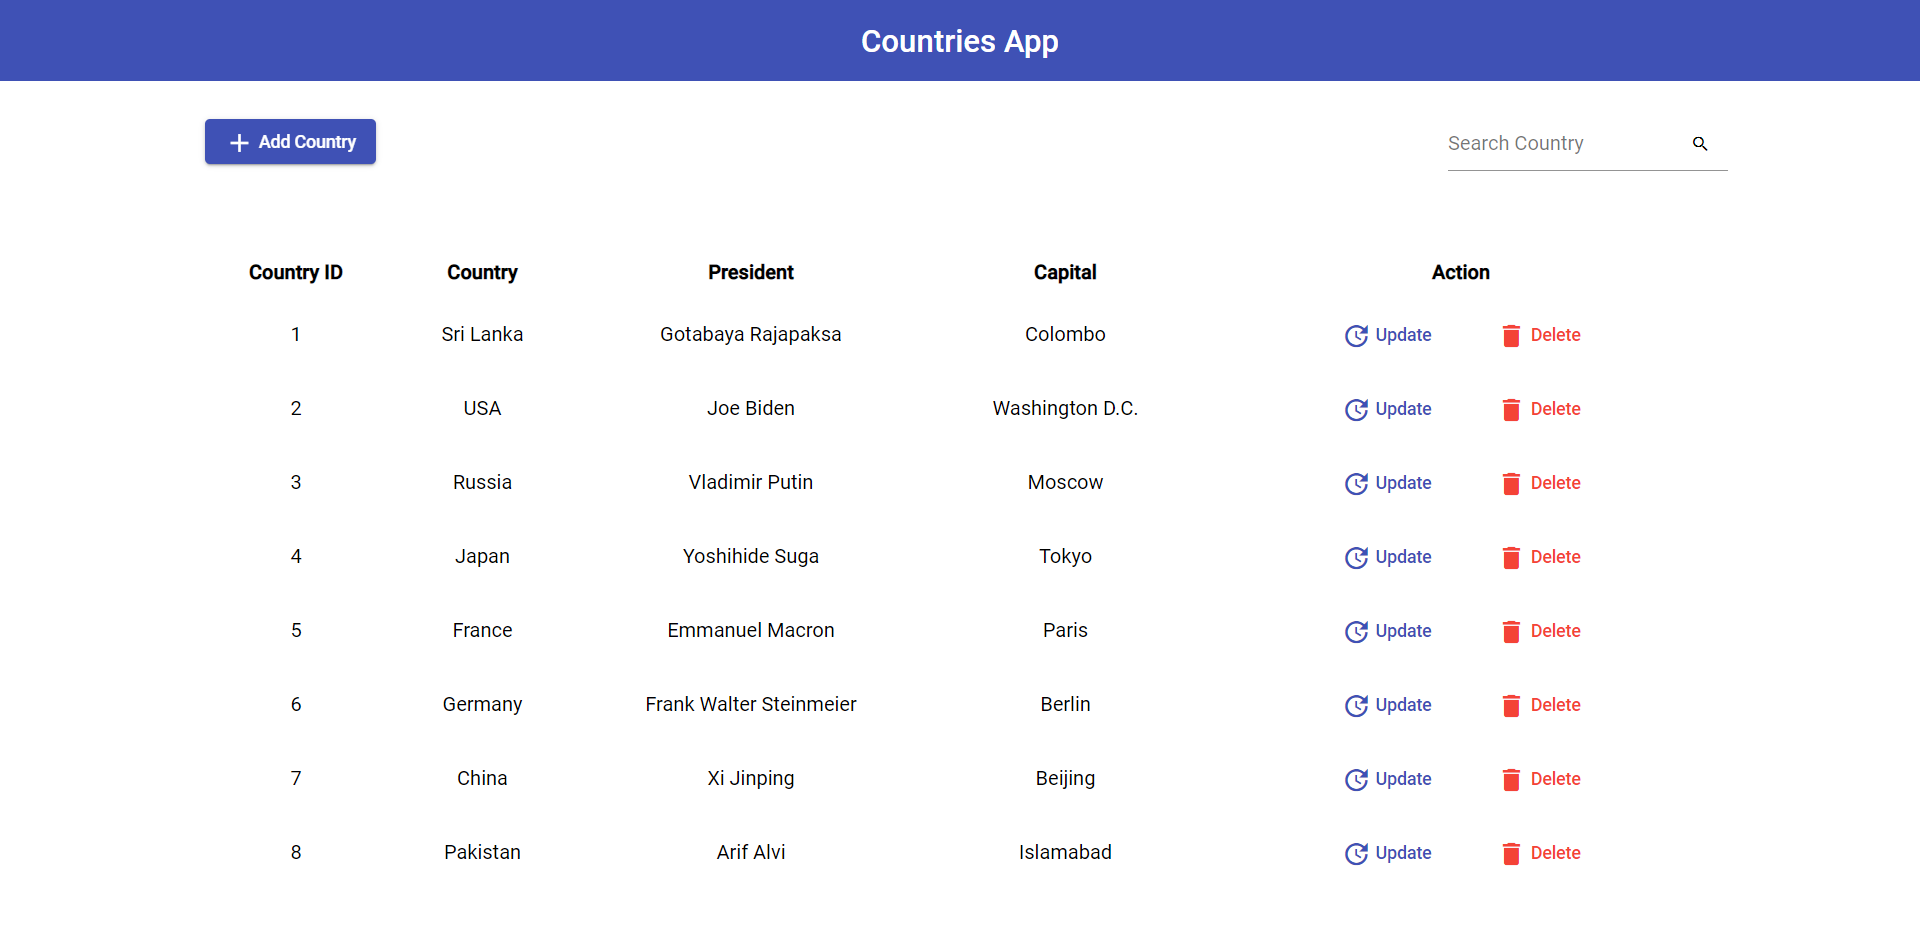 Countries App
Add Country
Search Country
Country ID Country President Capital Action
1 Sri Lanka Gotabaya Rajapaksa Colombo Update Delete
2 USA Joe Biden Washington D.C. Update Delete
3 Russia Vladimir Putin Moscow Update Delete
4 Japan Yoshihide Suga Tokyo Update Delete
5 France Emmanuel Macron Paris Update Delete
6 Germany Frank Walter Steinmeier Berlin Update Delete
7 China Xi Jinping Beijing Update Delete
8 Pakistan Arif Alvi Islamabad Update Delete